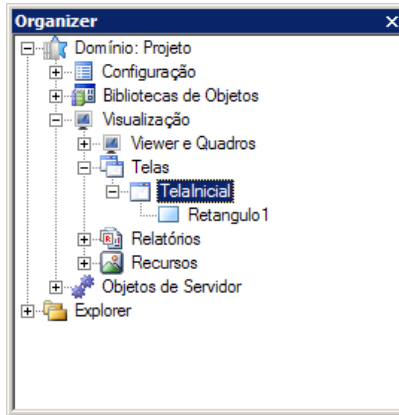 Organizer
Domínio: Projeto
Configuração
Bibliotecas de Objetos
Visualização
Viewer e Quadros
Telas
TelaInicial
Retangulo1
Relatórios
Recursos
Objetos de Servidor
Explorer